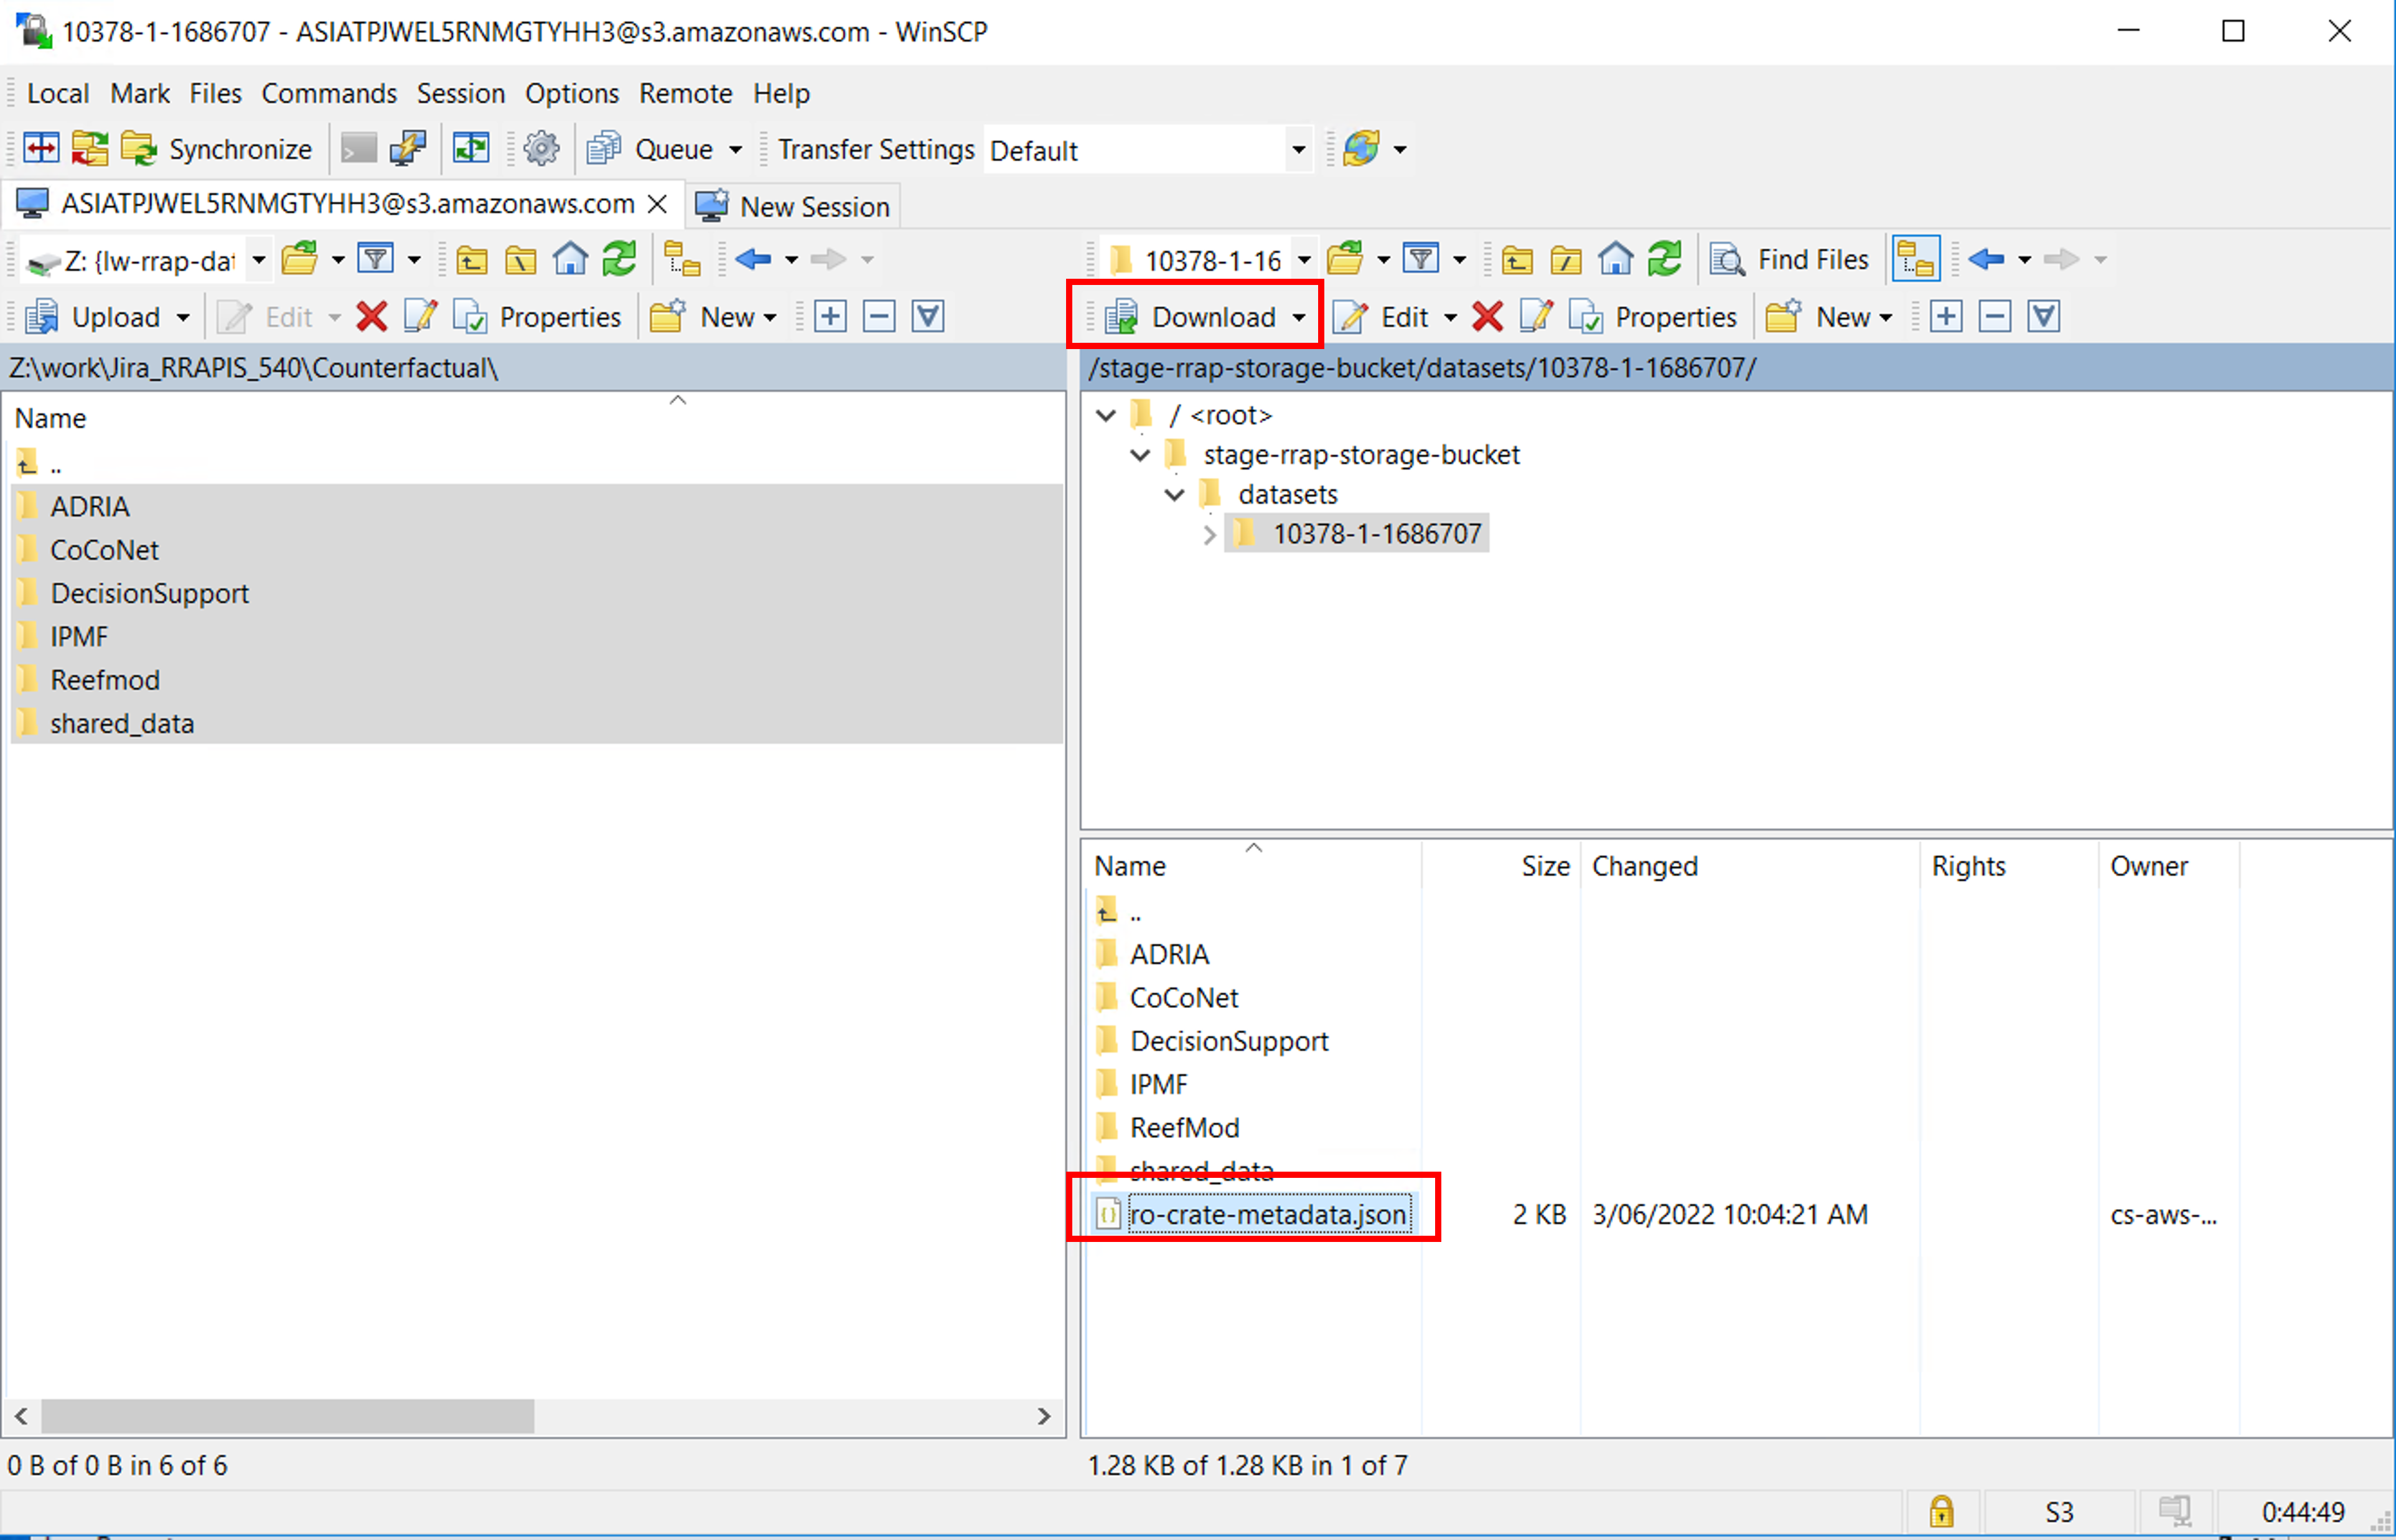 10378-1-1686707 - ASIATPJWEL5RNMGTYHH3@s3.amazonaws.com - WinSCP
Local Mark Files Commands Session Options Remote Help
Synchronize Queue Transfer Settings Default
ASIATPJWEL5RNMGTYHH3@s3.amazonaws.com New Session
Z: {lw-rrap-dat 10378-1-16 Find Files
Upload Edit Properties New Download Edit Properties New
Z:\work\Jira_RRAPIS_540\Counterfactual\
Name
..
ADRIA
CoCoNet
DecisionSupport
IPMF
Reefmod
shared_data
0 B of 0 B in 6 of 6
/stage-rrap-storage-bucket/datasets/10378-1-1686707/
/ <root>
stage-rrap-storage-bucket
datasets
10378-1-1686707
Name Size Changed Rights Owner
..
ADRIA
CoCoNet
DecisionSupport
IPMF
ReefMod
shared_data
ro-crate-metadata.json 2 KB 3/06/2022 10:04:21 AM cs-aws-...
1.28 KB of 1.28 KB in 1 of 7
S3 0:44:49